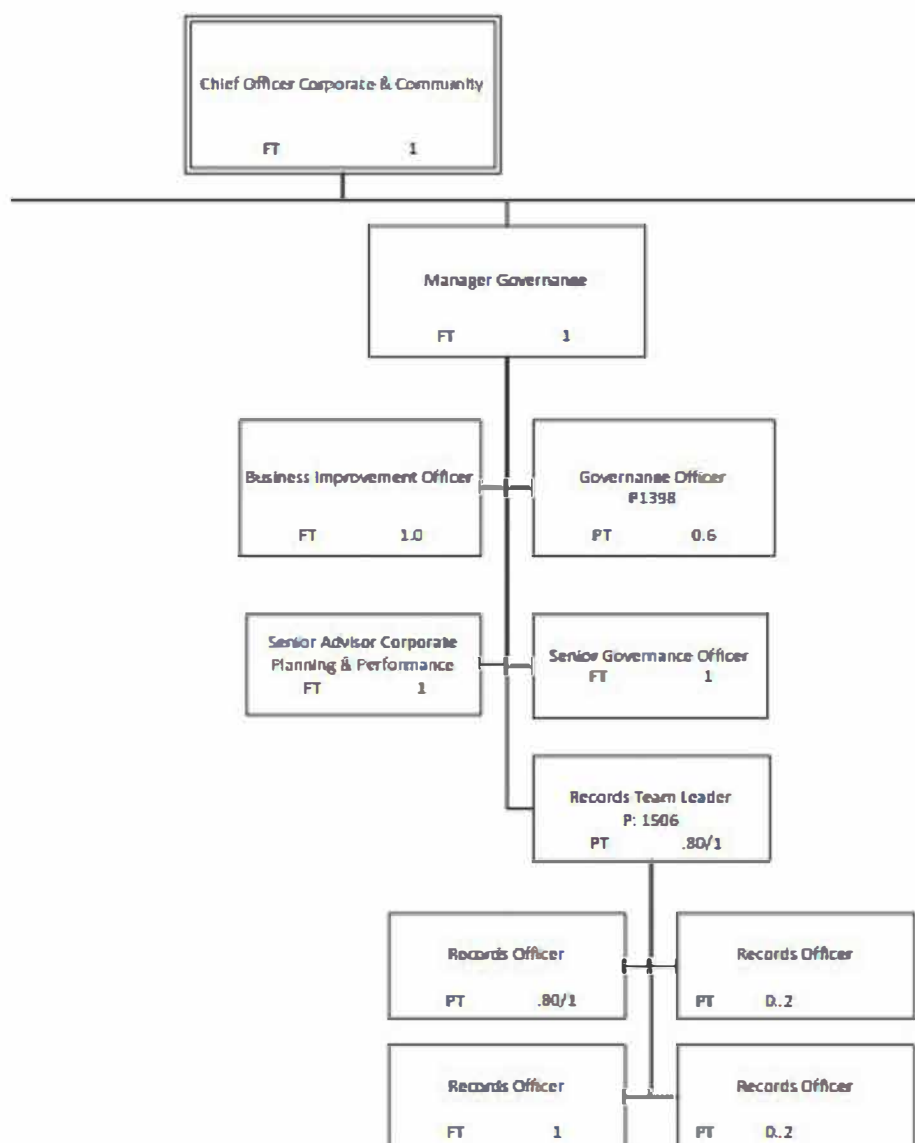 Chief Officer Corporate & Community
FT 1
Manager Governance
FT 1
Business Improvement Officer
FT 1.0
Governance Officer
P1398
PT 0.6
Senior Advisor Corporate
Planning & Performance
FT 1
Senior Governance Officer
FT 1
Records Team Leader
P: 1506
PT .80/1
Records Officer
PT .80/1
Records Officer
PT 0..2
Records Officer
FT 1
Records Officer
PT 0..2